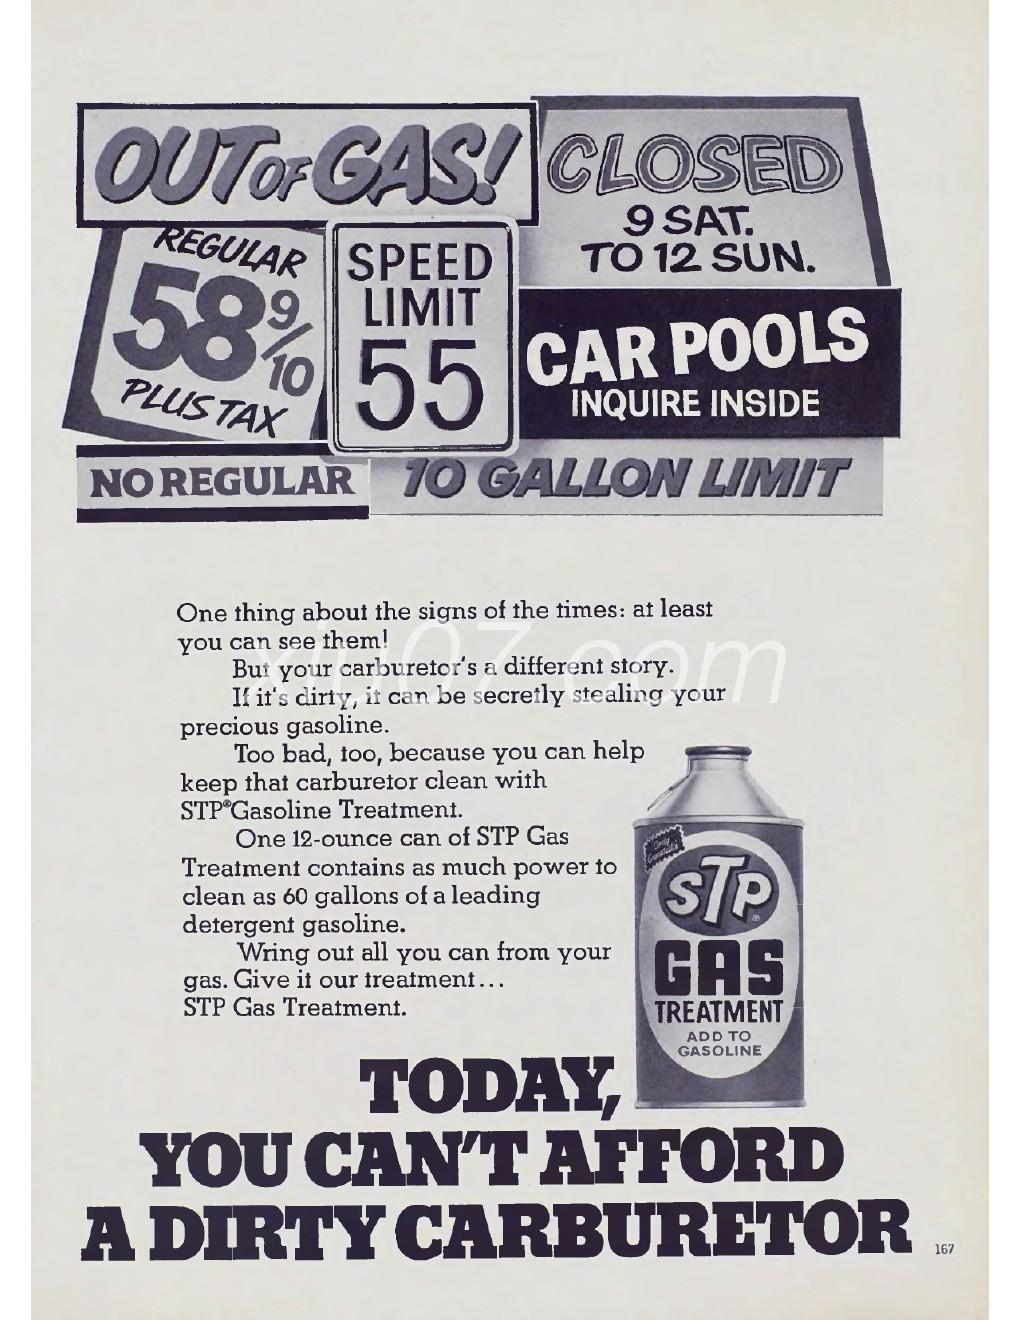 OUT OF GAS!
CLOSED
9 SAT.
TO 12 SUN.
REGULAR
58 9/10
PLUS TAX
SPEED
LIMIT
55
CAR POOLS
INQUIRE INSIDE
NO REGULAR
10 GALLON LIMIT
One thing about the signs of the times: at least
you can see them!
But your carburetor's a different story.
If it's dirty, it can be secretly stealing your
precious gasoline.
Too bad, too, because you can help
keep that carburetor clean with
STP® Gasoline Treatment.
One 12-ounce can of STP Gas
Treatment contains as much power to
clean as 60 gallons of a leading
detergent gasoline.
Wring out all you can from your
gas. Give it our treatment...
STP Gas Treatment.
xiu07.com
STP®
GAS
TREATMENT
ADD TO
GASOLINE
TODAY,
YOU CAN'T AFFORD
A DIRTY CARBURETOR
167